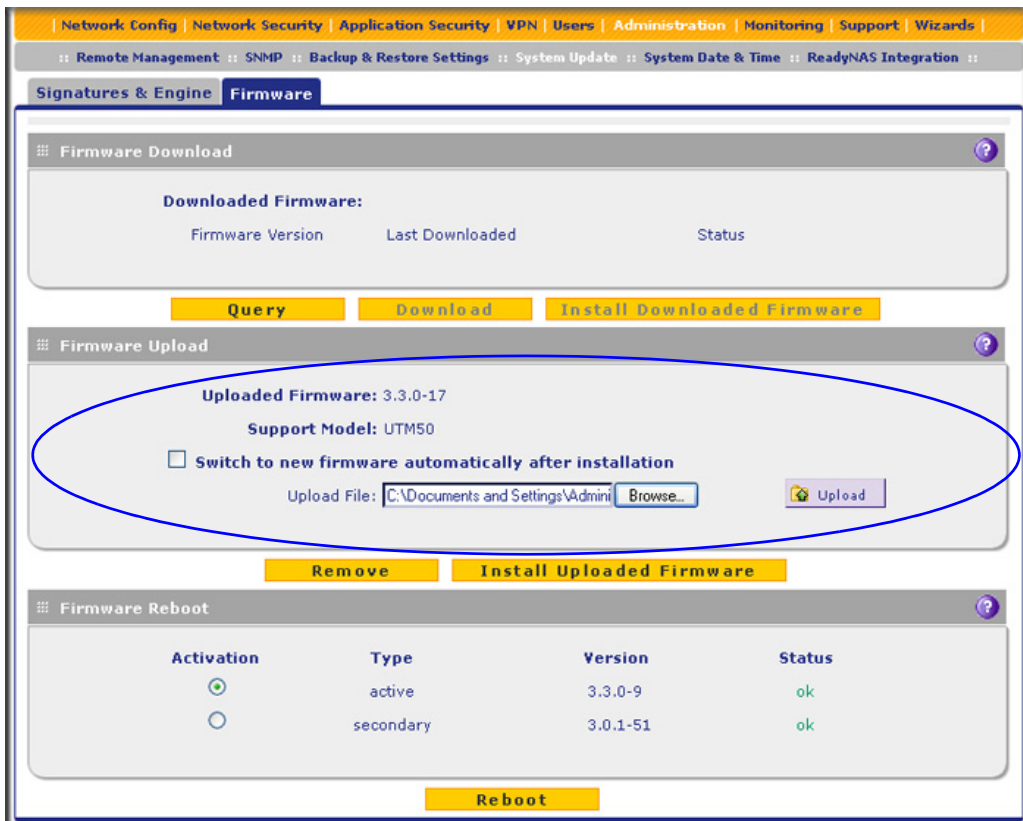 | Network Config | Network Security | Application Security | VPN | Users | Administration | Monitoring | Support | Wizards |
:: Remote Management :: SNMP :: Backup & Restore Settings :: System Update :: System Date & Time :: ReadyNAS Integration ::
Signatures & Engine Firmware
Firmware Download ?
Downloaded Firmware:
Firmware Version Last Downloaded Status
Query Download Install Downloaded Firmware
Firmware Upload ?
Uploaded Firmware: 3.3.0-17
Support Model: UTM50
Switch to new firmware automatically after installation
Upload File: C:\Documents and Settings\Admini Browse... Upload
Remove Install Uploaded Firmware
Firmware Reboot ?
Activation Type Version Status
active 3.3.0-9 ok
secondary 3.0.1-51 ok
Reboot